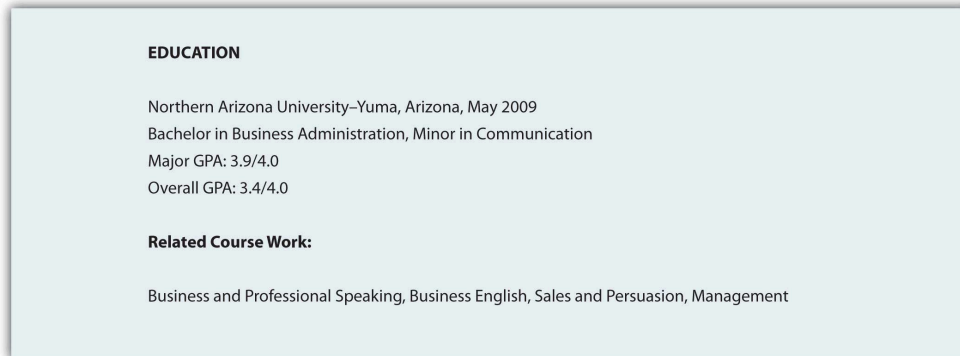 EDUCATION
Northern Arizona University–Yuma, Arizona, May 2009
Bachelor in Business Administration, Minor in Communication
Major GPA: 3.9/4.0
Overall GPA: 3.4/4.0
Related Course Work:
Business and Professional Speaking, Business English, Sales and Persuasion, Management